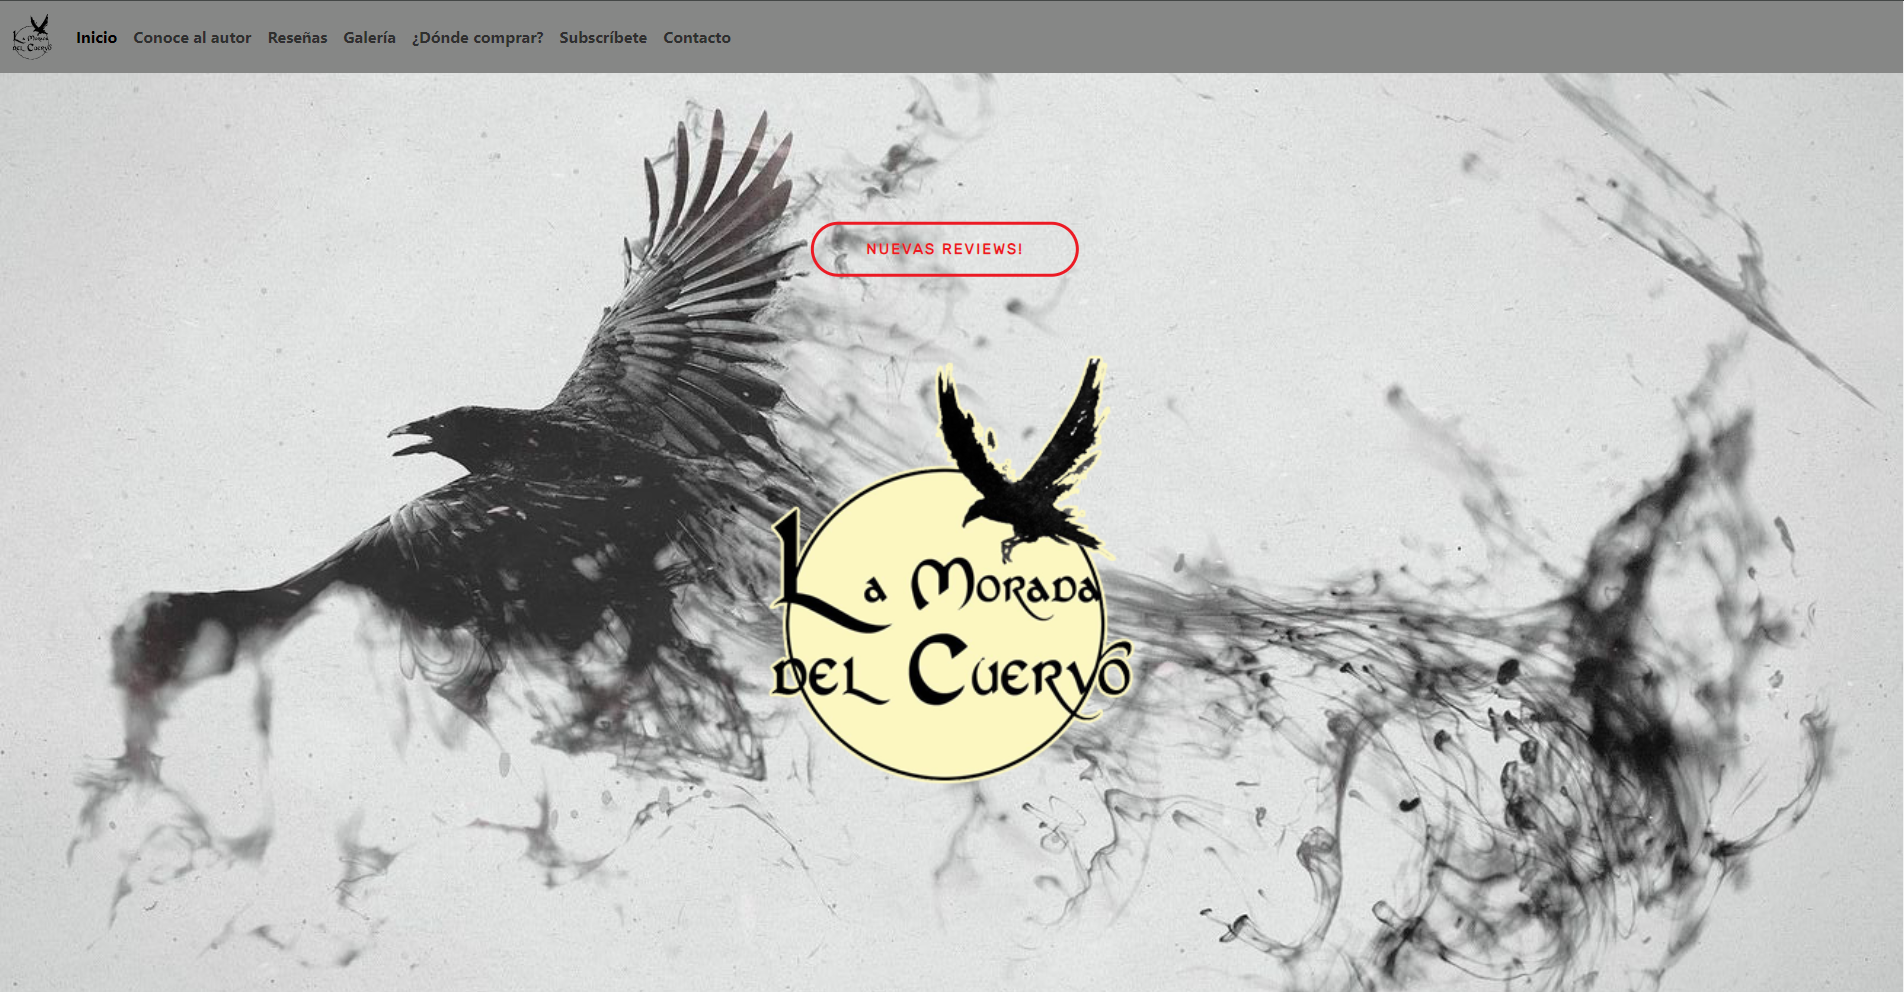 La Morada
del Cuervo
Inicio Conoce al autor Reseñas Galería ¿Dónde comprar? Subscríbete Contacto
NUEVAS REVIEWS!
La Morada
del Cuervo